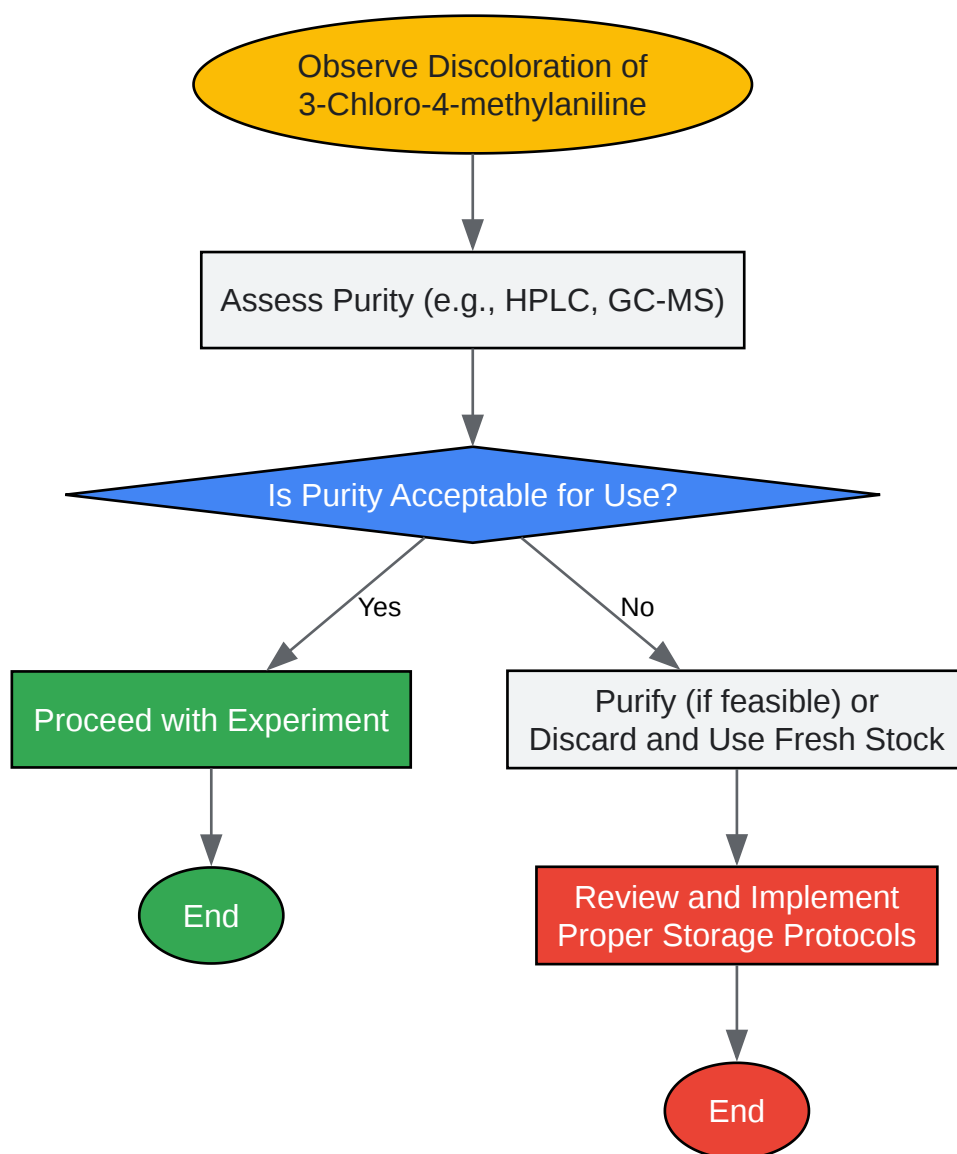 Observe Discoloration of
3-Chloro-4-methylaniline
Assess Purity (e.g., HPLC, GC-MS)
Is Purity Acceptable for Use?
Yes
No
Proceed with Experiment
Purify (if feasible) or
Discard and Use Fresh Stock
End
Review and Implement
Proper Storage Protocols
End